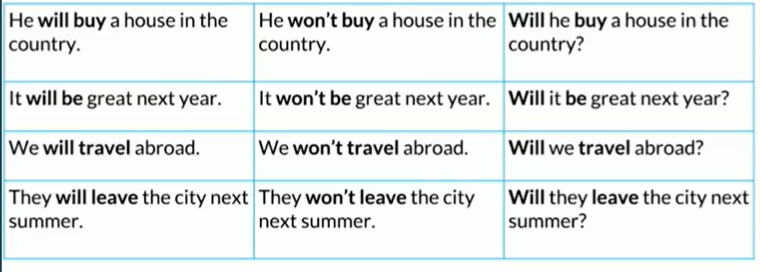 He will buy a house in the
country.
He won't buy a house in the
country.
Will he buy a house in the
country?
It will be great next year.
It won't be great next year.
Will it be great next year?
We will travel abroad.
We won't travel abroad.
Will we travel abroad?
They will leave the city next
summer.
They won't leave the city
next summer.
Will they leave the city next
summer?